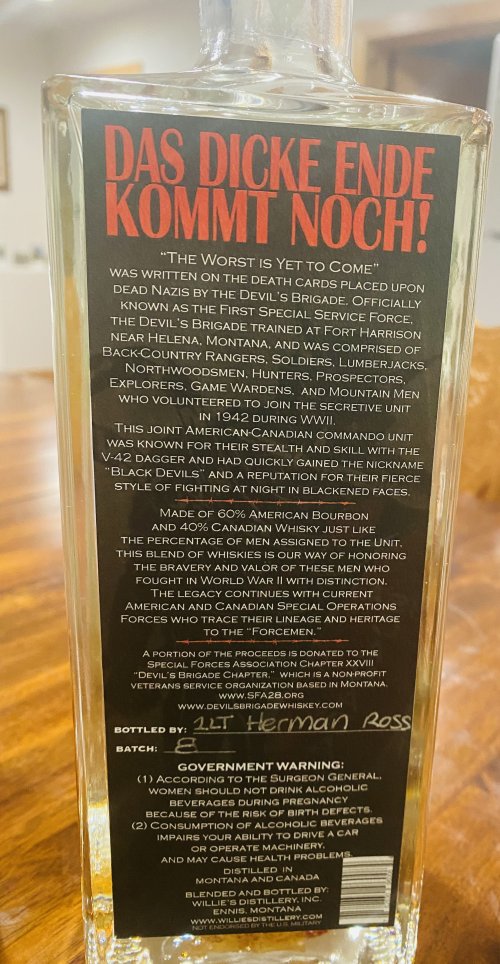 DAS DICKE ENDE
KOMMT NOCH!
"THE WORST IS YET TO COME"
WAS WRITTEN ON THE DEATH CARDS PLACED UPON
DEAD NAZIS BY THE DEVIL'S BRIGADE. OFFICIALLY
KNOWN AS THE FIRST SPECIAL SERVICE FORCE,
THE DEVIL'S BRIGADE TRAINED AT FORT HARRISON
NEAR HELENA, MONTANA, AND WAS COMPRISED OF
BACK-COUNTRY RANGERS, SOLDIERS, LUMBERJACKS,
NORTHWOODSMEN, HUNTERS, PROSPECTORS,
EXPLORERS, GAME WARDENS, AND MOUNTAIN MEN
WHO VOLUNTEERED TO JOIN THE SECRETIVE UNIT
IN 1942 DURING WWII.
THIS JOINT AMERICAN-CANADIAN COMMANDO UNIT
WAS KNOWN FOR THEIR STEALTH AND SKILL WITH THE
V-42 DAGGER AND HAD QUICKLY GAINED THE NICKNAME
"BLACK DEVILS" AND A REPUTATION FOR THEIR FIERCE
STYLE OF FIGHTING AT NIGHT IN BLACKENED FACES.
MADE OF 60% AMERICAN BOURBON
AND 40% CANADIAN WHISKY JUST LIKE
THE PERCENTAGE OF MEN ASSIGNED TO THE UNIT,
THIS BLEND OF WHISKIES IS OUR WAY OF HONORING
THE BRAVERY AND VALOR OF THESE MEN WHO
FOUGHT IN WORLD WAR II WITH DISTINCTION.
THE LEGACY CONTINUES WITH CURRENT
AMERICAN AND CANADIAN SPECIAL OPERATIONS
FORCES WHO TRACE THEIR LINEAGE AND HERITAGE
TO THE "FORCEMEN."
A PORTION OF THE PROCEEDS IS DONATED TO THE
SPECIAL FORCES ASSOCIATION CHAPTER XXVIII
"DEVIL'S BRIGADE CHAPTER," WHICH IS A NON-PROFIT
VETERANS SERVICE ORGANIZATION BASED IN MONTANA.
WWW.SFA28.ORG
WWW.DEVILSBRIGADEWHISKEY.COM
BOTTLED BY: 1LT Herman Ross
BATCH: 8
GOVERNMENT WARNING:
(1) ACCORDING TO THE SURGEON GENERAL,
WOMEN SHOULD NOT DRINK ALCOHOLIC
BEVERAGES DURING PREGNANCY
BECAUSE OF THE RISK OF BIRTH DEFECTS.
(2) CONSUMPTION OF ALCOHOLIC BEVERAGES
IMPAIRS YOUR ABILITY TO DRIVE A CAR
OR OPERATE MACHINERY,
AND MAY CAUSE HEALTH PROBLEMS.
DISTILLED IN
MONTANA AND CANADA
BLENDED AND BOTTLED BY:
WILLIE'S DISTILLERY, INC.
ENNIS, MONTANA
WWW.WILLIESDISTILLERY.COM
NOT ENDORSED BY THE U.S. MILITARY